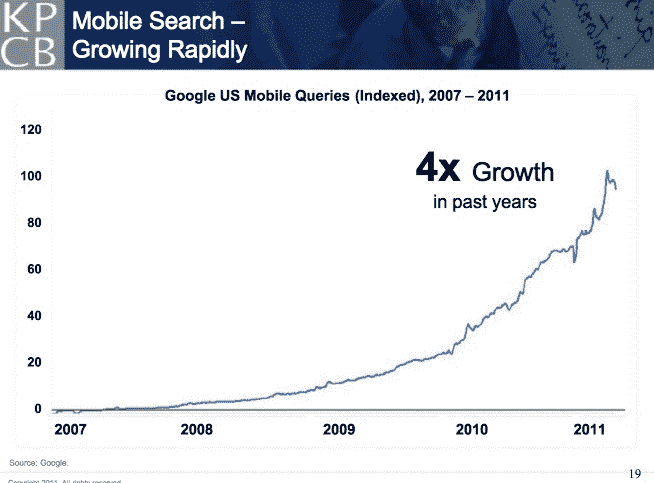 KP
CB
Mobile Search –
Growing Rapidly
Google US Mobile Queries (Indexed), 2007 – 2011
120
100
80
60
40
20
0
4x Growth
in past years
2007 2008 2009 2010 2011
Source: Google.
19
Copyright 2011. All rights reserved